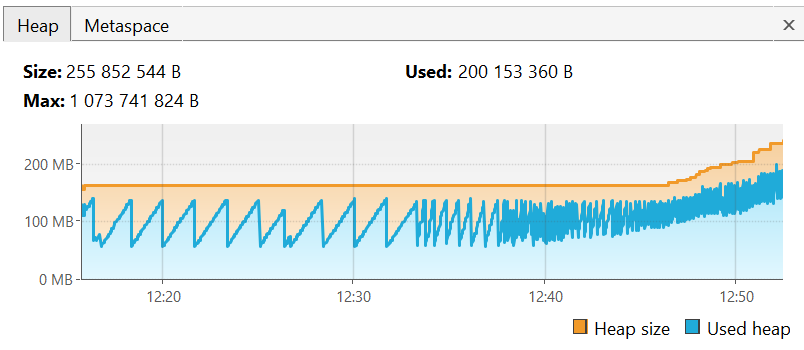 Heap Metaspace ×
Size: 255 852 544 B Used: 200 153 360 B
Max: 1 073 741 824 B
200 MB
100 MB
0 MB
12:20 12:30 12:40 12:50
Heap size Used heap